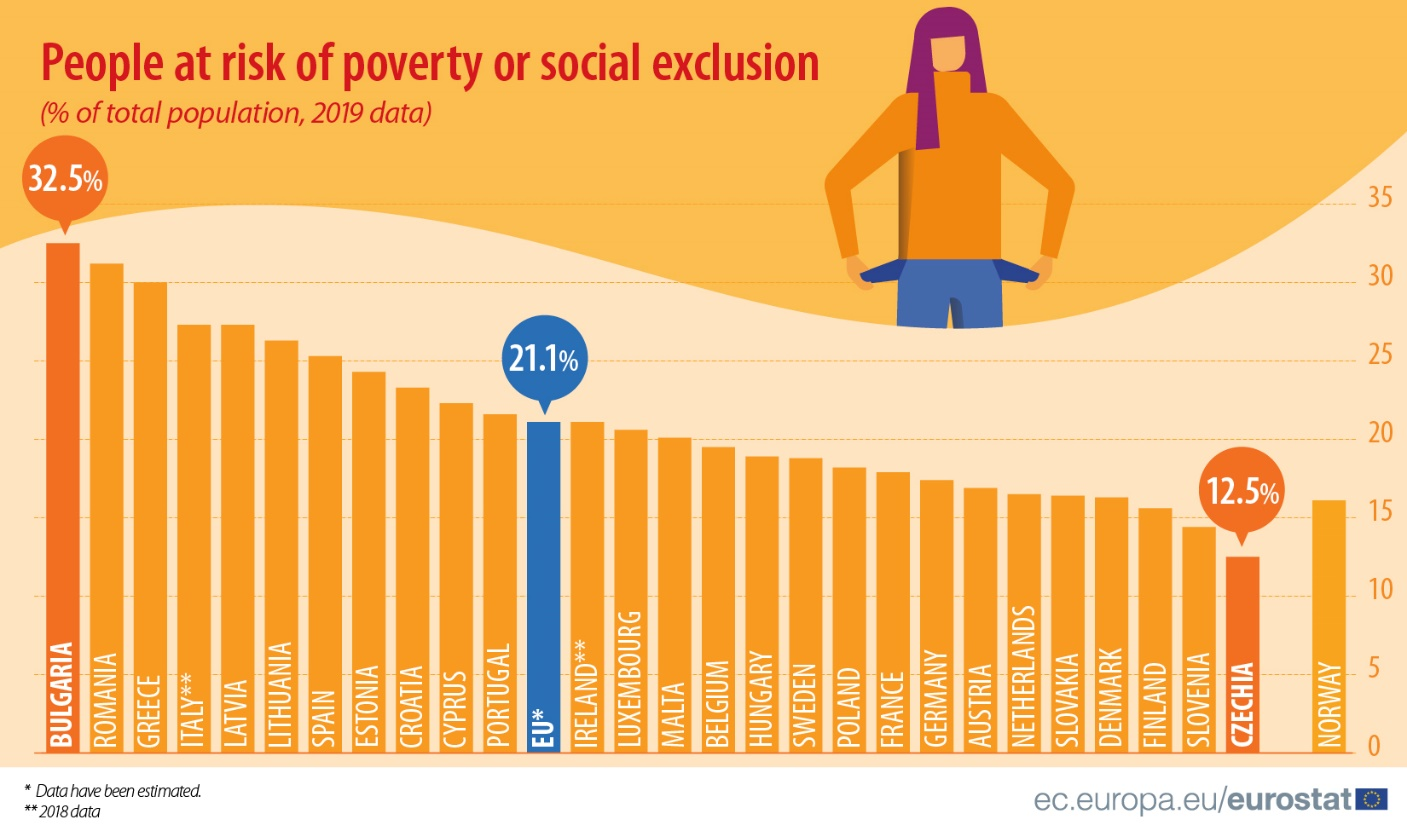 People at risk of poverty or social exclusion
(% of total population, 2019 data)
32.5%
21.1%
12.5%
35
30
25
20
15
10
5
0
BULGARIA
ROMANIA
GREECE
ITALY**
LATVIA
LITHUANIA
SPAIN
ESTONIA
CROATIA
CYPRUS
PORTUGAL
EU*
IRELAND**
LUXEMBOURG
MALTA
BELGIUM
HUNGARY
SWEDEN
POLAND
FRANCE
GERMANY
AUSTRIA
NETHERLANDS
SLOVAKIA
DENMARK
FINLAND
SLOVENIA
CZECHIA
NORWAY
* Data have been estimated.
** 2018 data
ec.europa.eu/eurostat